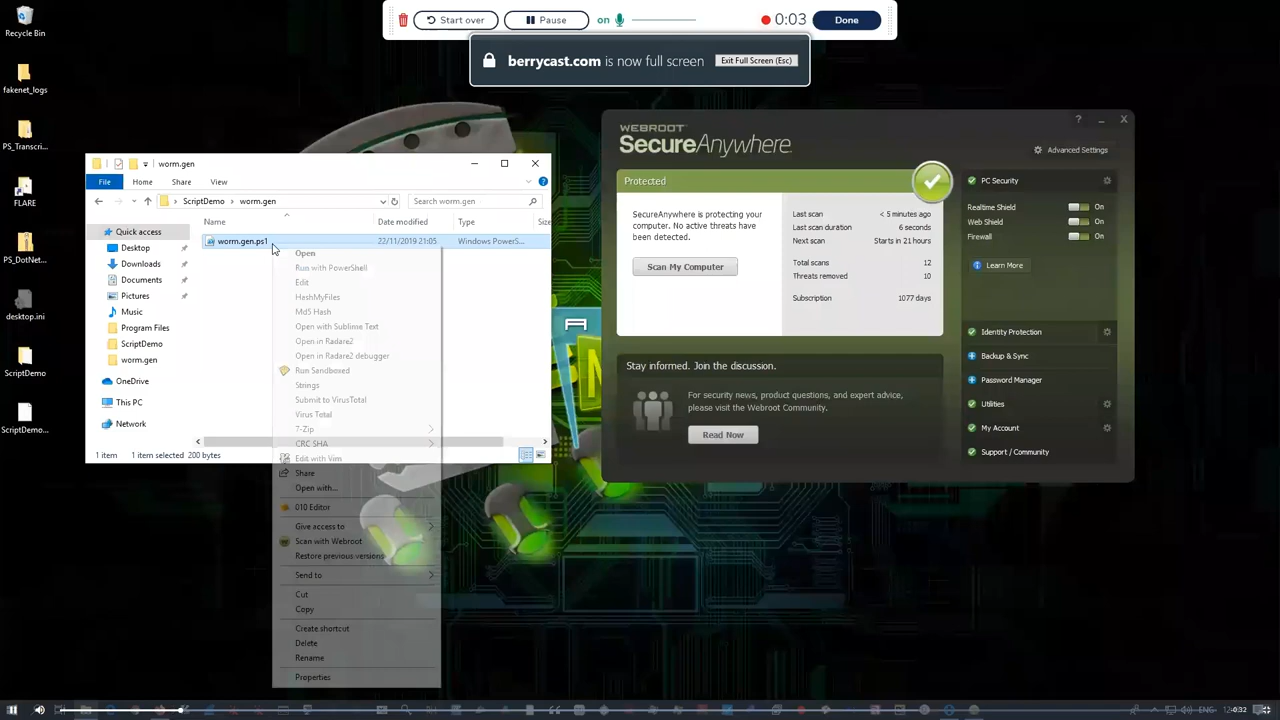 Recycle Bin
fakenet_logs
PS_Transcri...
FLARE
PS_DotNet...
desktop.ini
ScriptDemo
ScriptDemo...
Start over
Pause
on
0:03
Done
berrycast.com is now full screen
Exit Full Screen (Esc)
worm.gen
File
Home
Share
View
ScriptDemo
worm.gen
Search worm.gen
Name
Date modified
Type
Size
Quick access
Desktop
Downloads
Documents
Pictures
Music
Program Files
ScriptDemo
worm.gen
OneDrive
This PC
Network
worm.gen.ps1
22/11/2019 21:05
Windows PowerS...
1 item
1 item selected 200 bytes
Open
Run with PowerShell
Edit
HashMyFiles
Md5 Hash
Open with Sublime Text
Open in Radare2
Open in Radare2 debugger
Run Sandboxed
Strings
Submit to VirusTotal
Virus Total
7-Zip
CRC SHA
Edit with Vim
Share
Open with...
010 Editor
Give access to
Scan with Webroot
Restore previous versions
Send to
Cut
Copy
Create shortcut
Delete
Rename
Properties
WEBROOT
SecureAnywhere
Advanced Settings
Protected
SecureAnywhere is protecting your
computer. No active threats have
been detected.
Scan My Computer
Last scan < 5 minutes ago
Last scan duration 6 seconds
Next scan Starts in 21 hours
Total scans 12
Threats removed 10
Subscription 1077 days
PC Security
Realtime Shield On
Web Shield On
Firewall On
Learn More
Identity Protection
Backup & Sync
Password Manager
Utilities
My Account
Support / Community
Stay informed. Join the discussion.
For security news, product questions, and expert advice,
please visit the Webroot Community.
Read Now
ENG